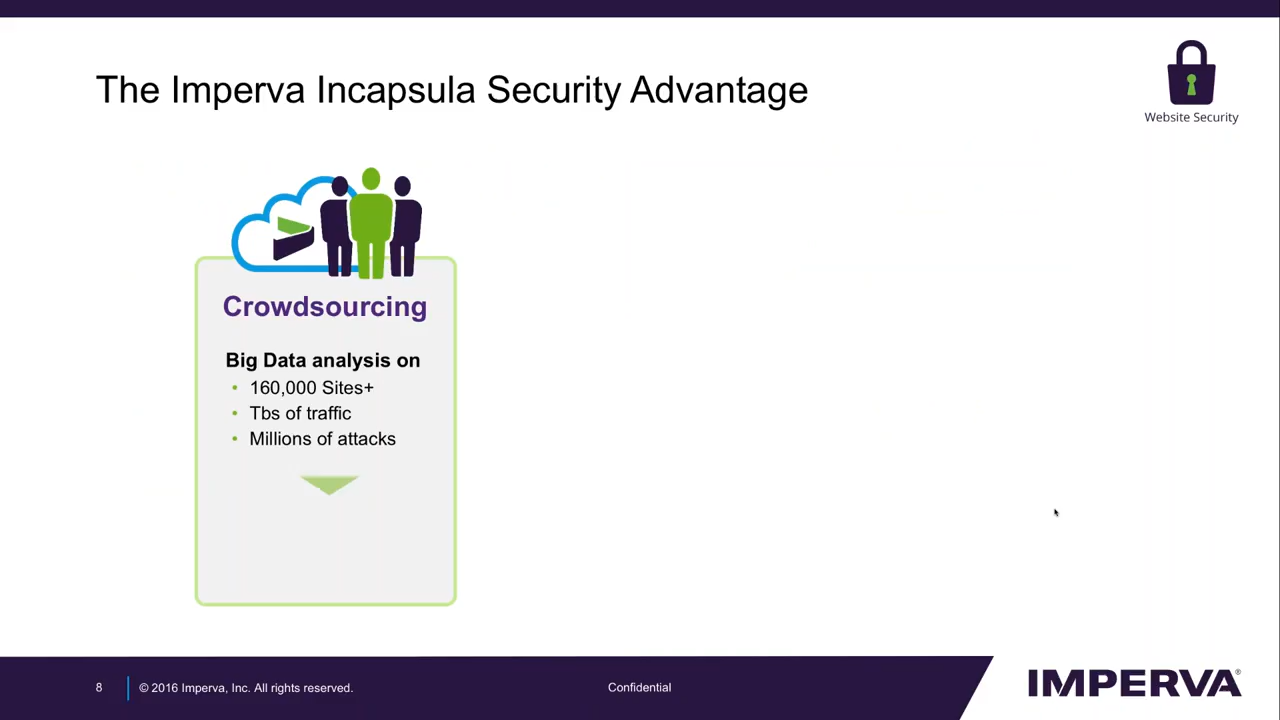 The Imperva Incapsula Security Advantage
Website Security
Crowdsourcing
Big Data analysis on
• 160,000 Sites+
• Tbs of traffic
• Millions of attacks
8
© 2016 Imperva, Inc. All rights reserved.
Confidential
IMPERVA®